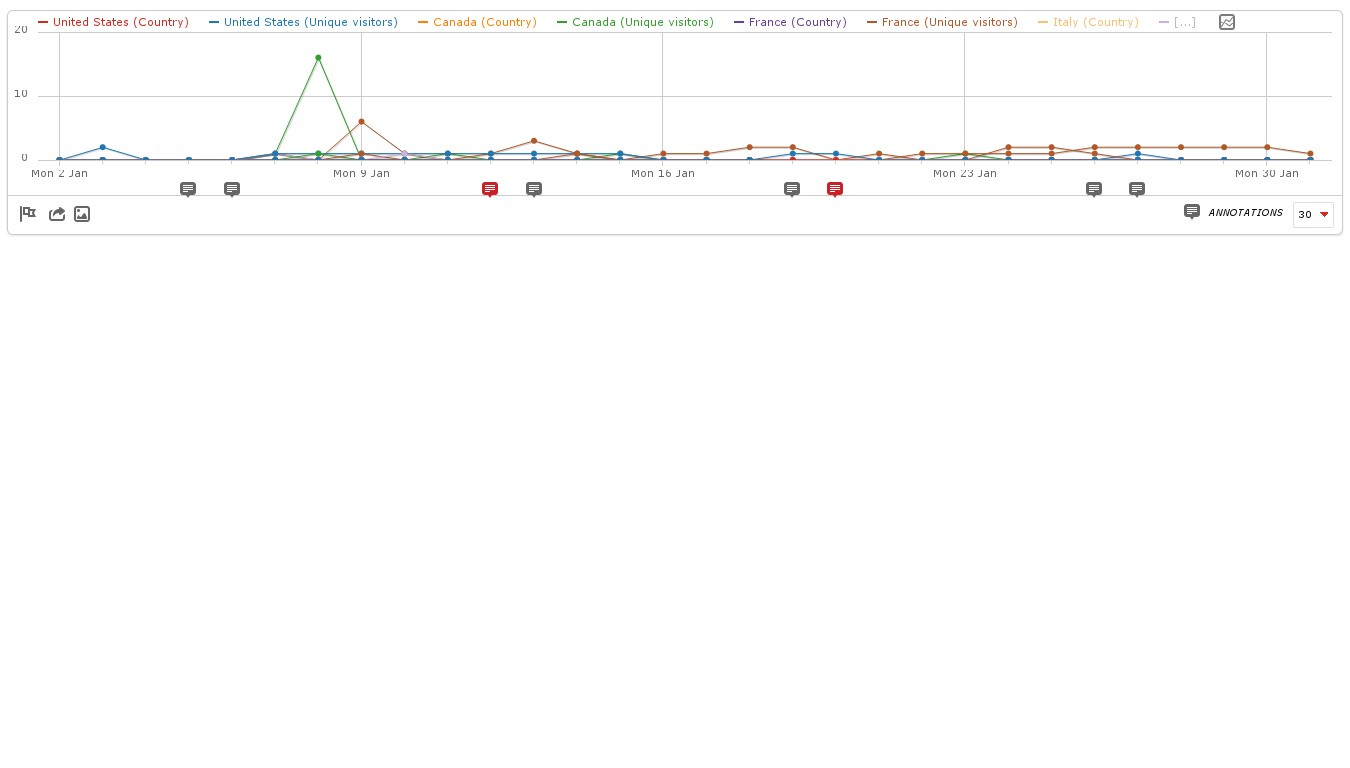 United States (Country) United States (Unique visitors) Canada (Country) Canada (Unique visitors) France (Country) France (Unique visitors) Italy (Country) [...]
20
10
0
Mon 2 Jan Mon 9 Jan Mon 16 Jan Mon 23 Jan Mon 30 Jan
ANNOTATIONS 30